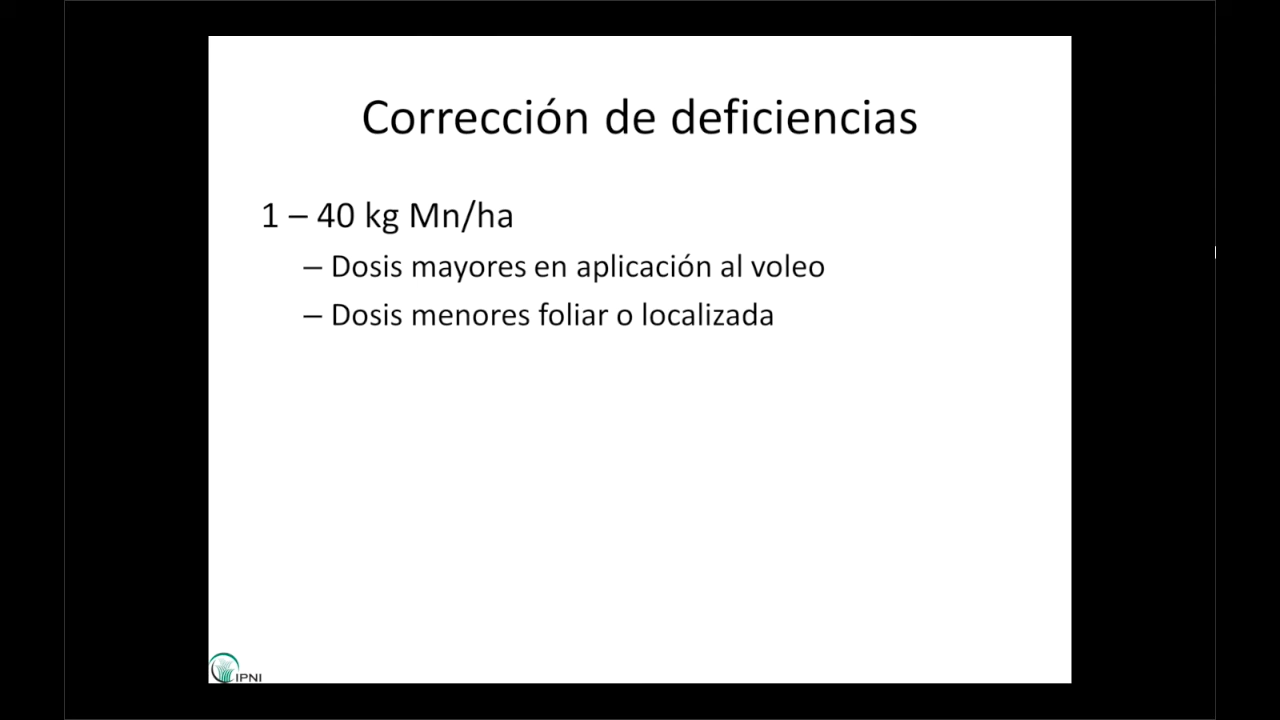 Corrección de deficiencias
1 – 40 kg Mn/ha
– Dosis mayores en aplicación al voleo
– Dosis menores foliar o localizada
IPNI